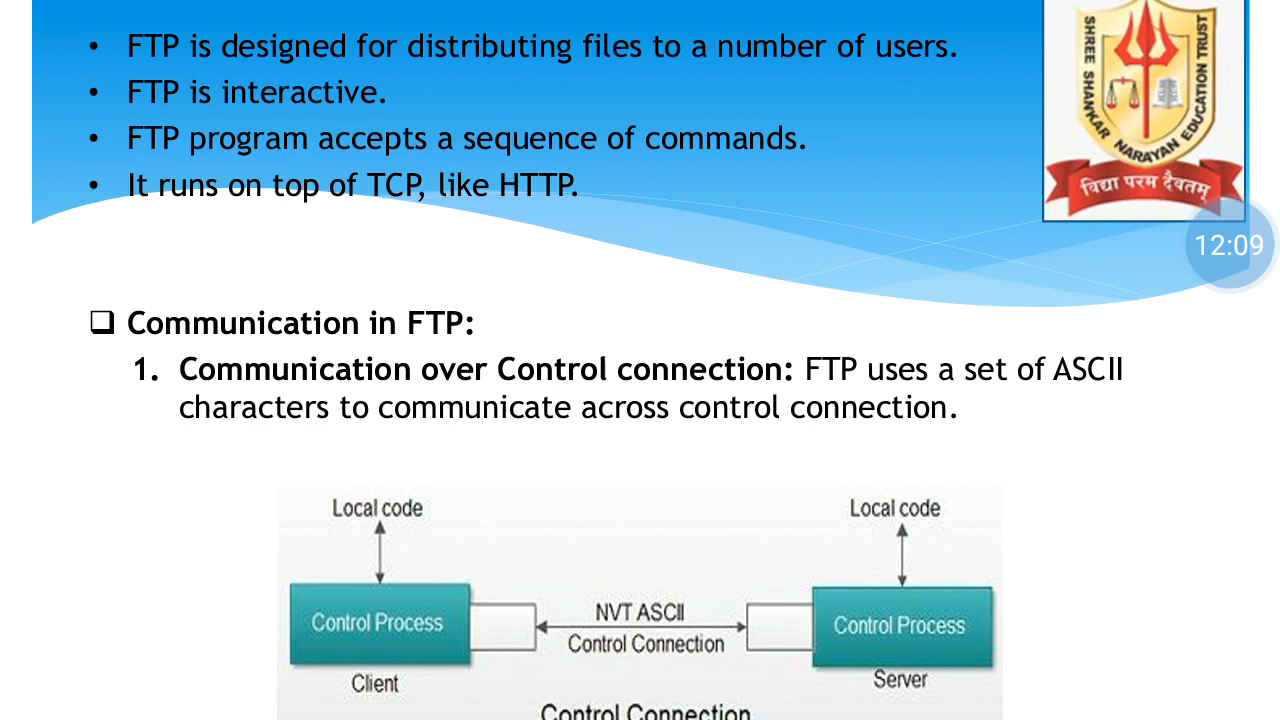 • FTP is designed for distributing files to a number of users.
• FTP is interactive.
• FTP program accepts a sequence of commands.
• It runs on top of TCP, like HTTP.
SHREE SHANKAR NARAYAN EDUCATION TRUST
विद्या परम दैवतम्
12:09
❑ Communication in FTP:
1. Communication over Control connection: FTP uses a set of ASCII
characters to communicate across control connection.
Local code
Local code
Control Process
NVT ASCII
Control Connection
Control Process
Client
Server
Control Connection